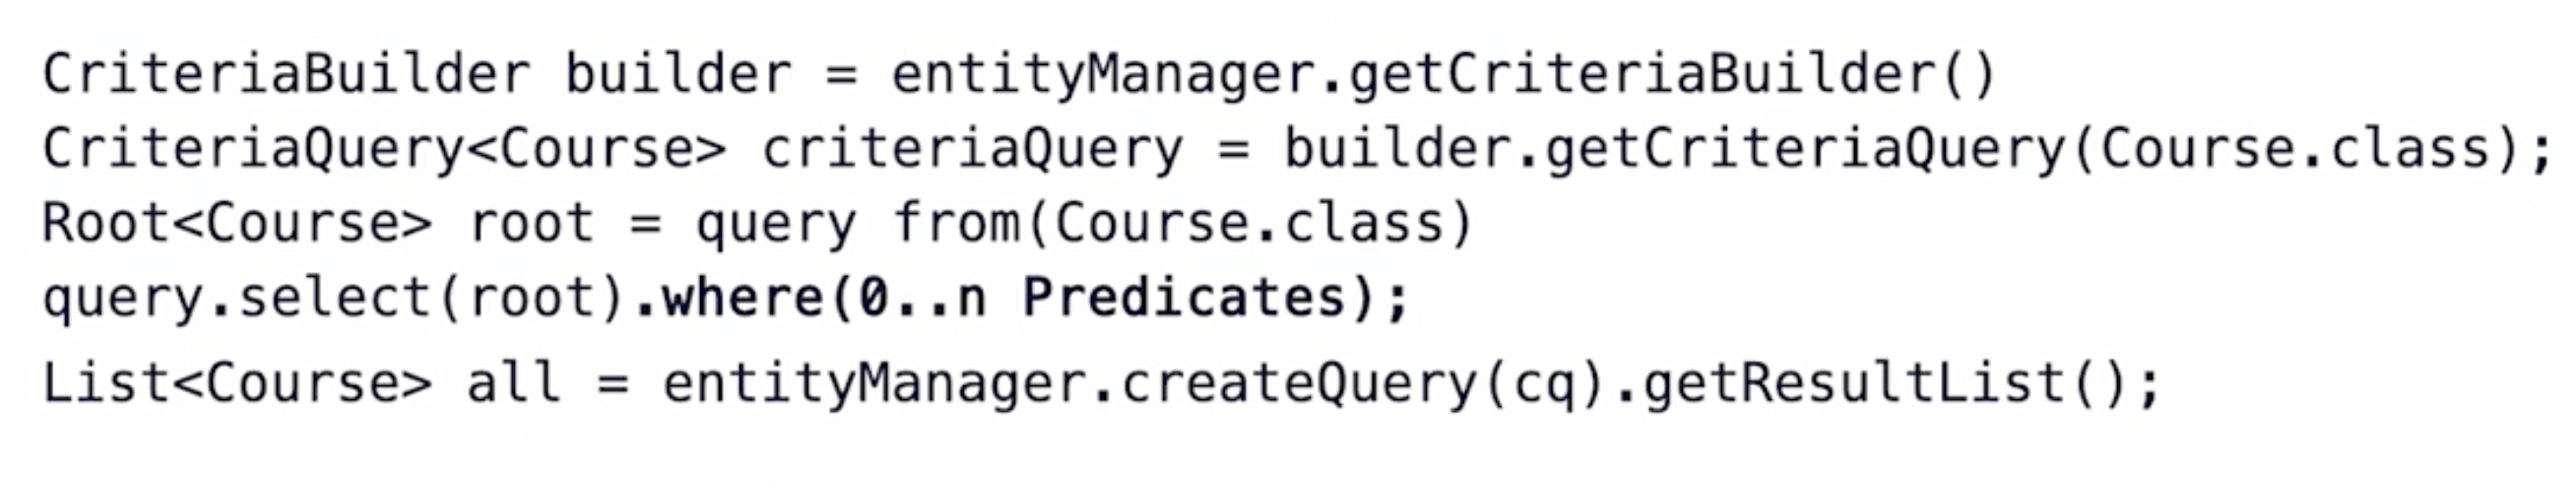 CriteriaBuilder builder = entityManager.getCriteriaBuilder()
CriteriaQuery<Course> criteriaQuery = builder.getCriteriaQuery(Course.class);
Root<Course> root = query from(Course.class)
query.select(root).where(0..n Predicates);
List<Course> all = entityManager.createQuery(cq).getResultList();